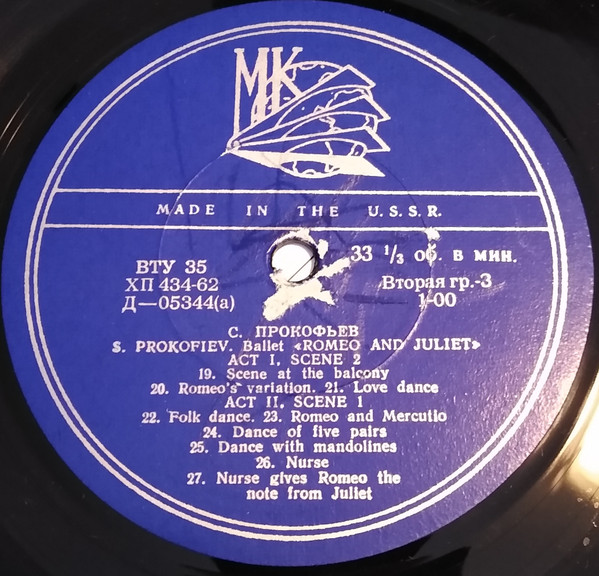 МК
MADE IN THE U.S.S.R.
ВТУ 35
ХП 434-62
Д—05344(а)
33 1/3 об. в мин.
Вторая гр.-3
1-00
С. ПРОКОФЬЕВ
S. PROKOFIEV. Ballet «ROMEO AND JULIET»
ACT I, SCENE 2
19. Scene at the balcony
20. Romeo's variation. 21. Love dance
ACT II, SCENE 1
22. Folk dance. 23. Romeo and Mercutio
24. Dance of five pairs
25. Dance with mandolines
26. Nurse
27. Nurse gives Romeo the
note from Juliet